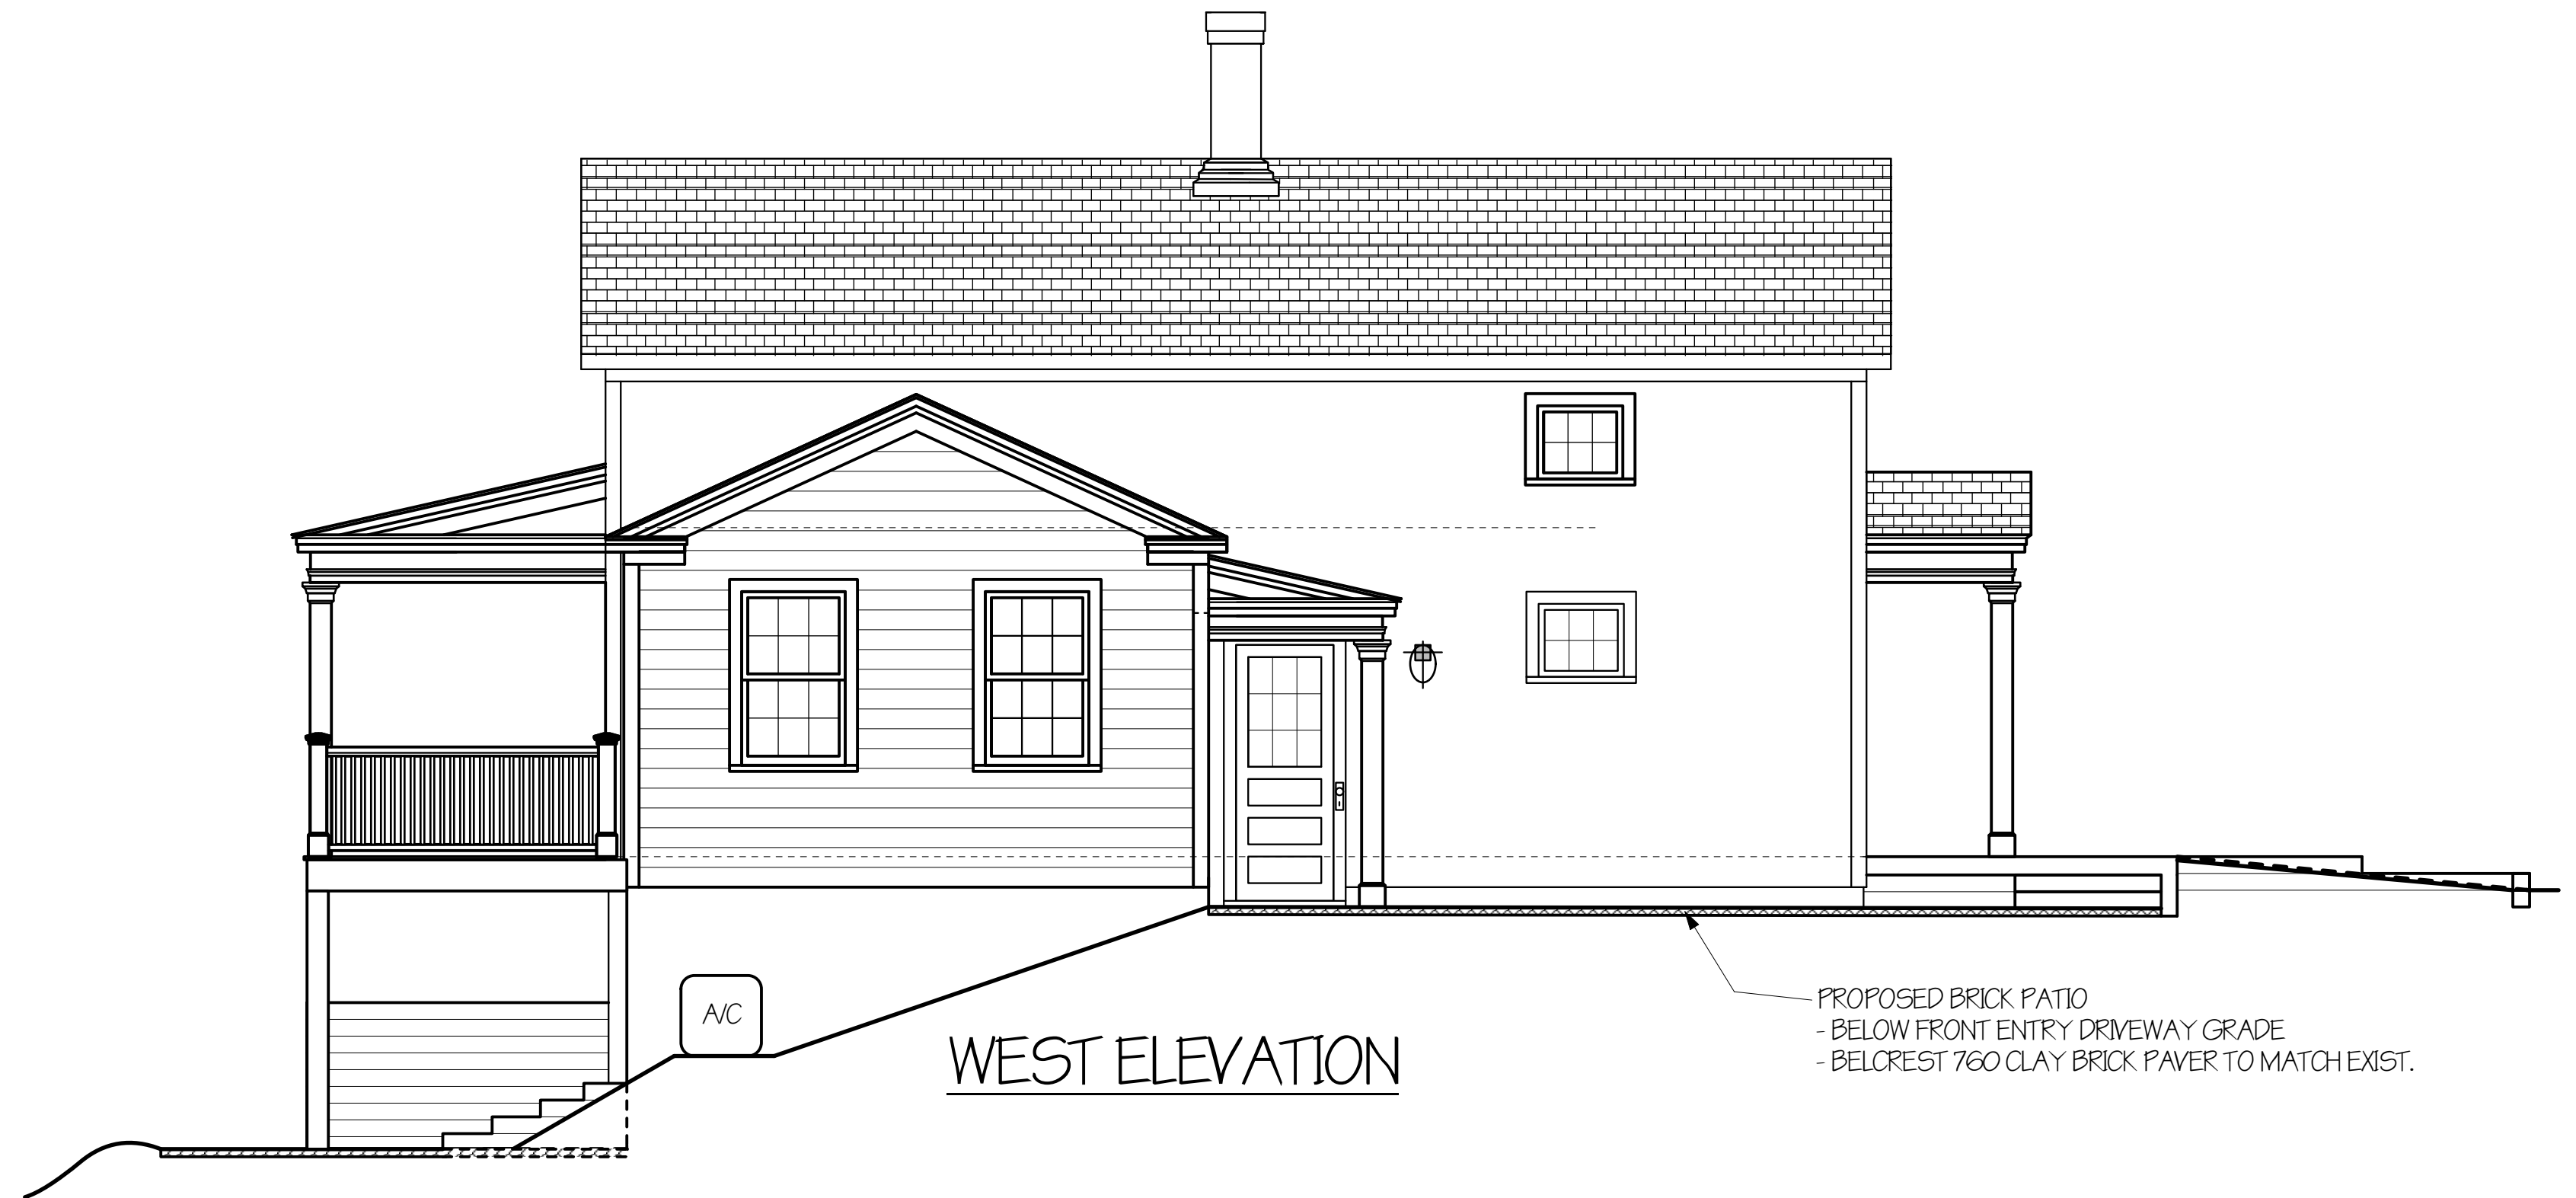 A/C
WEST ELEVATION
PROPOSED BRICK PATIO
- BELOW FRONT ENTRY DRIVEWAY GRADE
- BELCREST 760 CLAY BRICK PAVER TO MATCH EXIST.